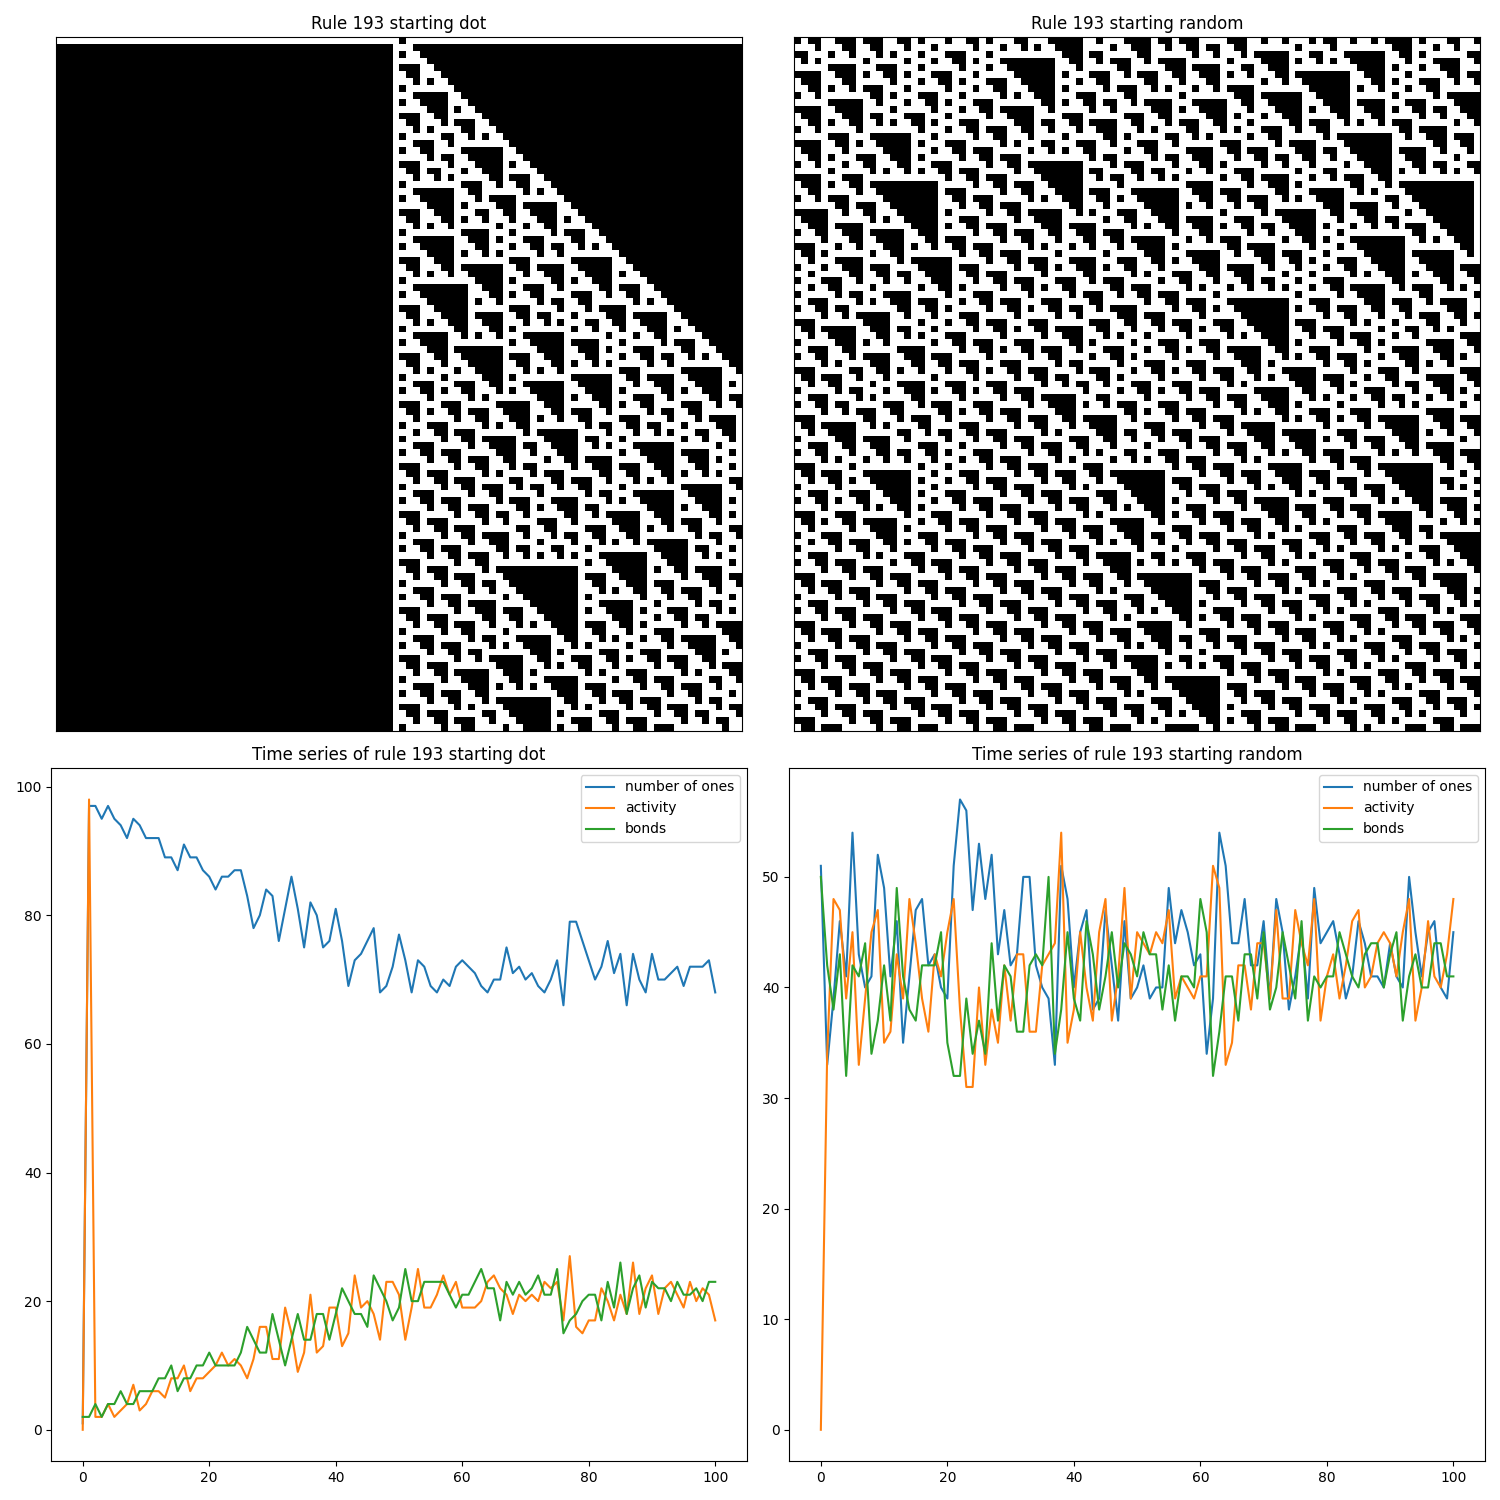 Rule 193 starting dot
Rule 193 starting random
Time series of rule 193 starting dot
100
80
60
40
20
0
0 20 40 60 80 100
number of ones
activity
bonds
Time series of rule 193 starting random
50
40
30
20
10
0
0 20 40 60 80 100
number of ones
activity
bonds